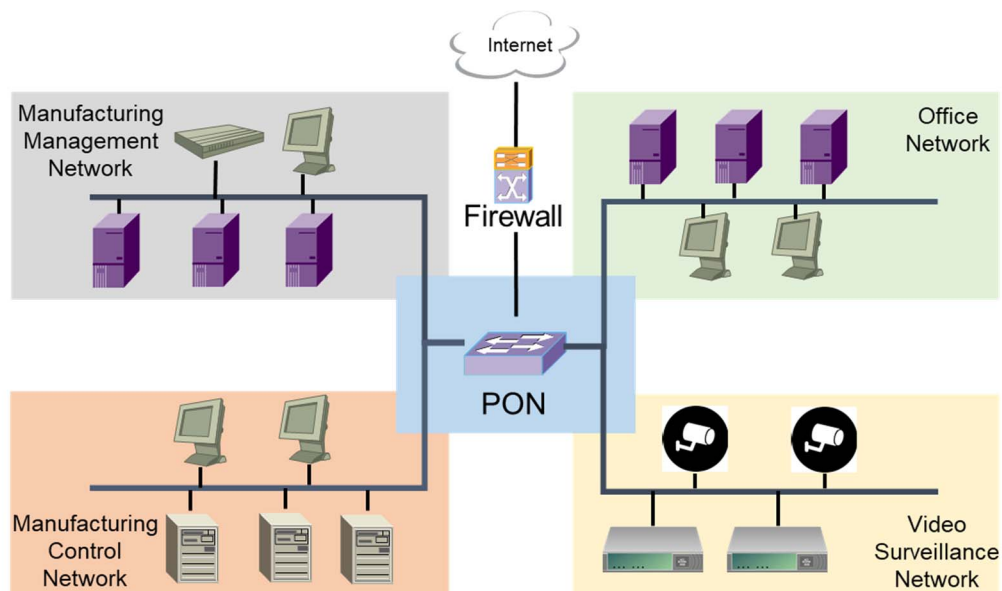 Internet
Manufacturing
Management
Network
Office
Network
Firewall
PON
Manufacturing
Control
Network
Video
Surveillance
Network